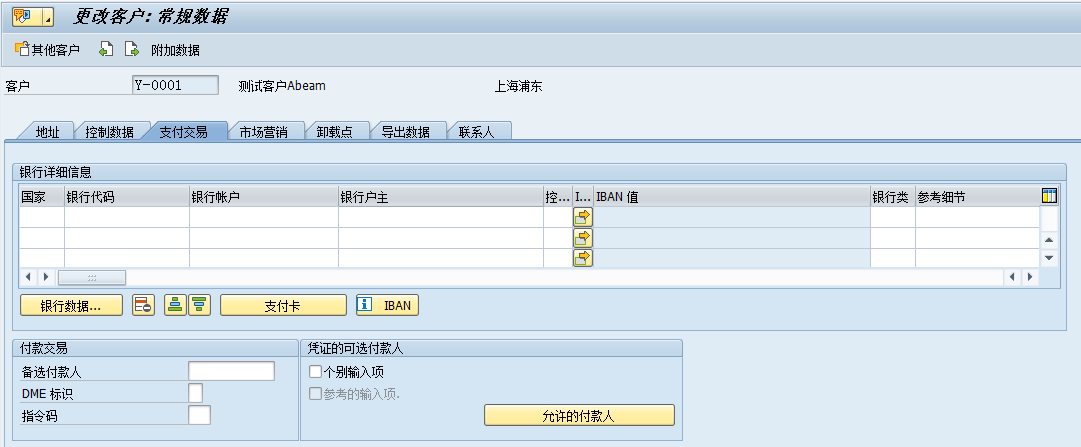 更改客户: 常规数据
其他客户 附加数据
客户 Y-0001 测试客户Abeam 上海浦东
地址 控制数据 支付交易 市场营销 卸载点 导出数据 联系人
银行详细信息
国家 银行代码 银行帐户 银行户主 控... I... IBAN 值 银行类 参考细节
银行数据... 支付卡 IBAN
付款交易 凭证的可选付款人
备选付款人 个别输入项
DME 标识 参考的输入项.
指令码 允许的付款人